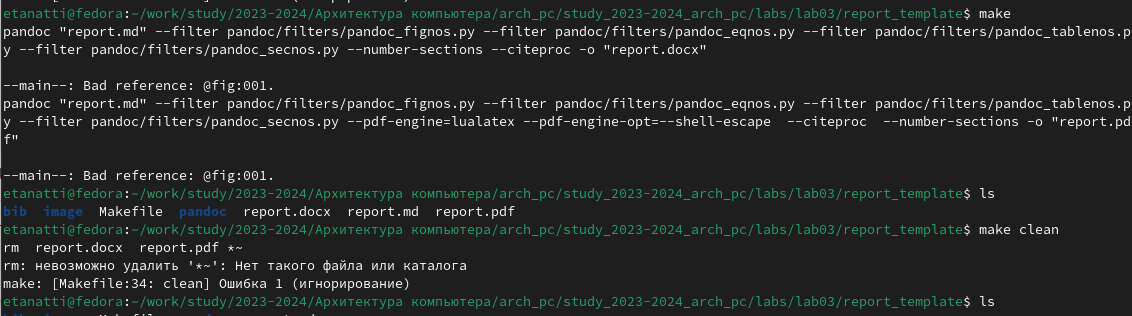 etanatti@fedora:~/work/study/2023-2024/Архитектура компьютера/arch_pc/study_2023-2024_arch_pc/labs/lab03/report_template$ make
pandoc "report.md" --filter pandoc/filters/pandoc_fignos.py --filter pandoc/filters/pandoc_eqnos.py --filter pandoc/filters/pandoc_tablenos.p
y --filter pandoc/filters/pandoc_secnos.py --number-sections --citeproc -o "report.docx"
--main--: Bad reference: @fig:001.
pandoc "report.md" --filter pandoc/filters/pandoc_fignos.py --filter pandoc/filters/pandoc_eqnos.py --filter pandoc/filters/pandoc_tablenos.p
y --filter pandoc/filters/pandoc_secnos.py --pdf-engine=lualatex --pdf-engine-opt=--shell-escape  --citeproc  --number-sections -o "report.pd
f"
--main--: Bad reference: @fig:001.
etanatti@fedora:~/work/study/2023-2024/Архитектура компьютера/arch_pc/study_2023-2024_arch_pc/labs/lab03/report_template$ ls
bib  image  Makefile  pandoc  report.docx  report.md  report.pdf
etanatti@fedora:~/work/study/2023-2024/Архитектура компьютера/arch_pc/study_2023-2024_arch_pc/labs/lab03/report_template$ make clean
rm  report.docx  report.pdf *~
rm: невозможно удалить '*~': Нет такого файла или каталога
make: [Makefile:34: clean] Ошибка 1 (игнорирование)
etanatti@fedora:~/work/study/2023-2024/Архитектура компьютера/arch_pc/study_2023-2024_arch_pc/labs/lab03/report_template$ ls